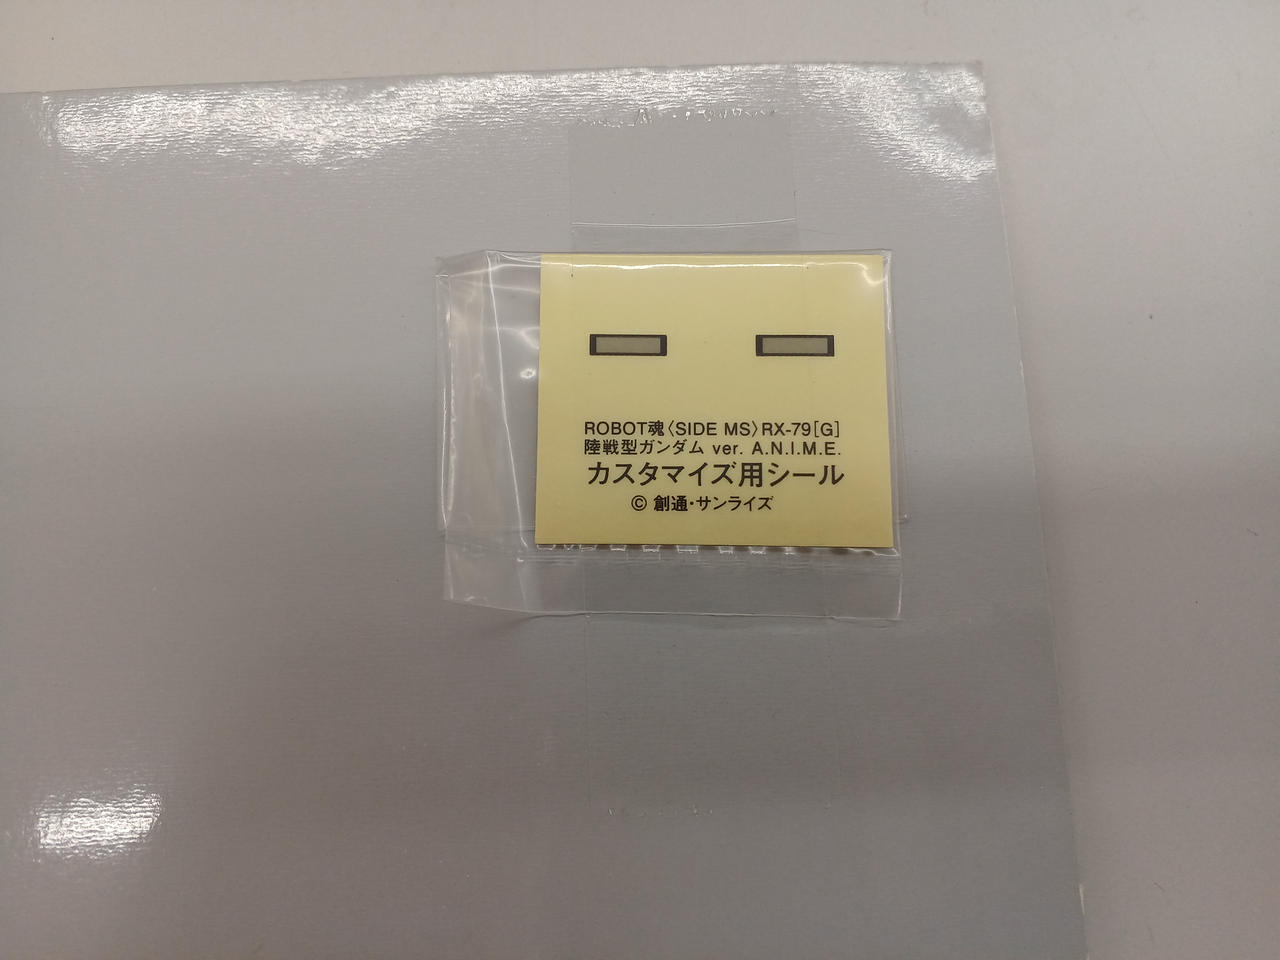 ROBOT魂〈SIDE MS〉RX-79[G]
陸戦型ガンダム ver. A.N.I.M.E.
カスタマイズ用シール
© 創通・サンライズ